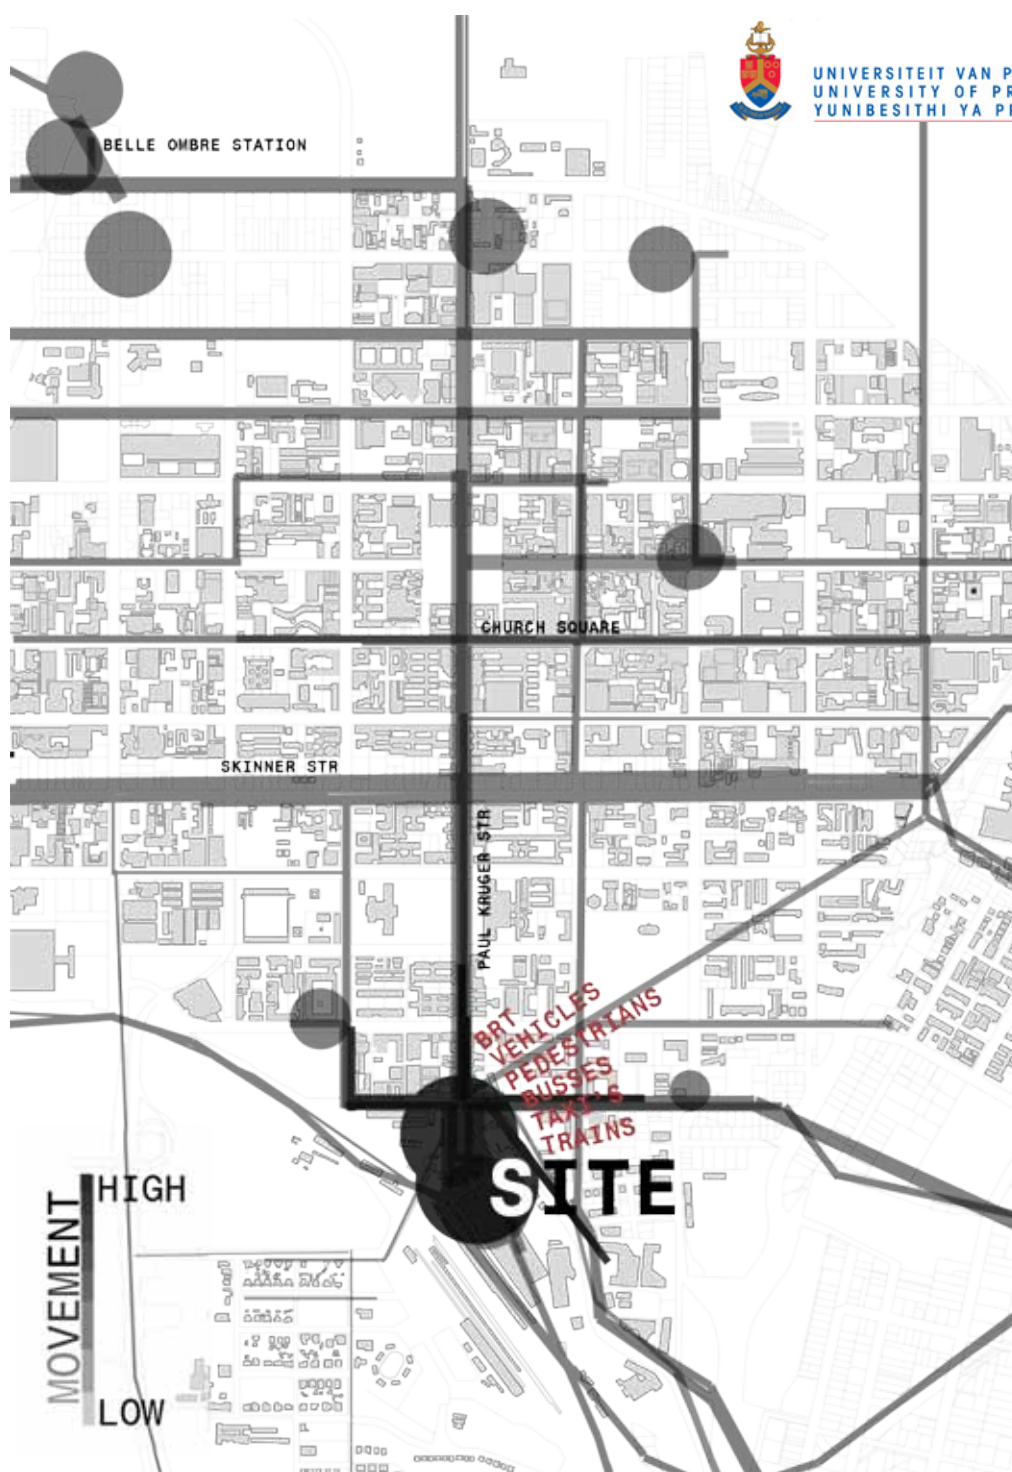 UNIVERSITEIT VAN P
UNIVERSITY OF PR
YUNIBESITHI YA PR
BELLE OMBRE STATION
CHURCH SQUARE
SKINNER STR
PAUL KRUGER STR
BRT
VEHICLES
PEDESTRIANS
BUSSES
TAXI'S
TRAINS
SITE
MOVEMENT
HIGH
LOW